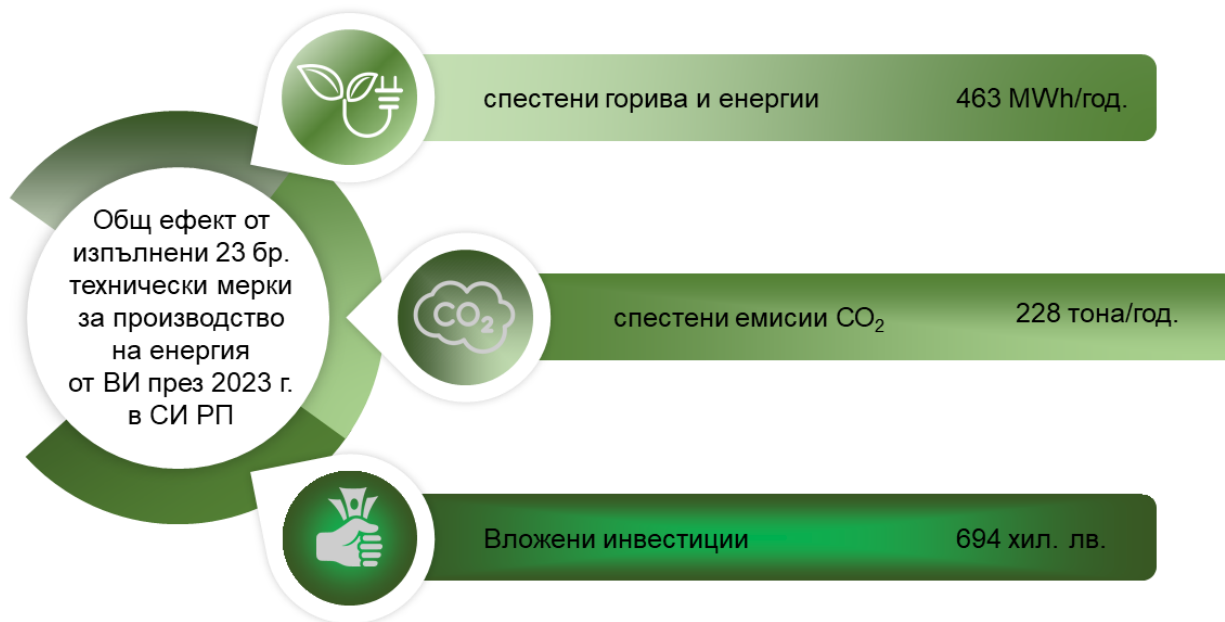 Общ ефект от
изпълнени 23 бр.
технически мерки
за производство
на енергия
от ВИ през 2023 г.
в СИ РП
спестени горива и енергии 463 MWh/год.
CO₂
спестени емисии CO₂ 228 тона/год.
Вложени инвестиции 694 хил. лв.